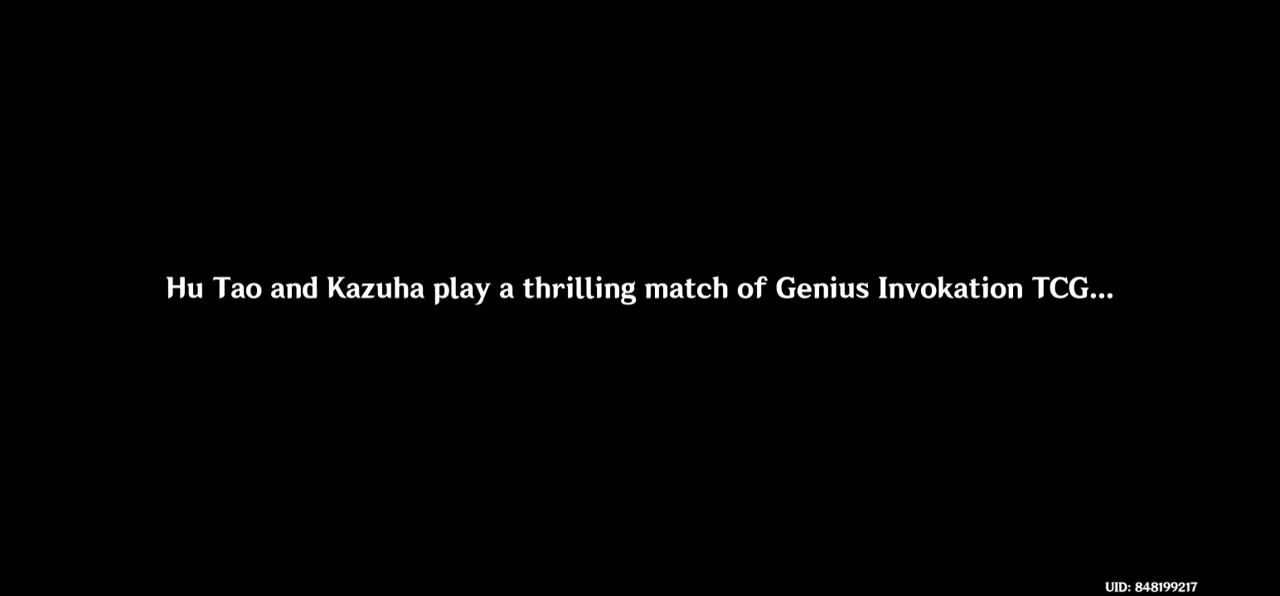 Hu Tao and Kazuha play a thrilling match of Genius Invokation TCG...
UID: 848199217